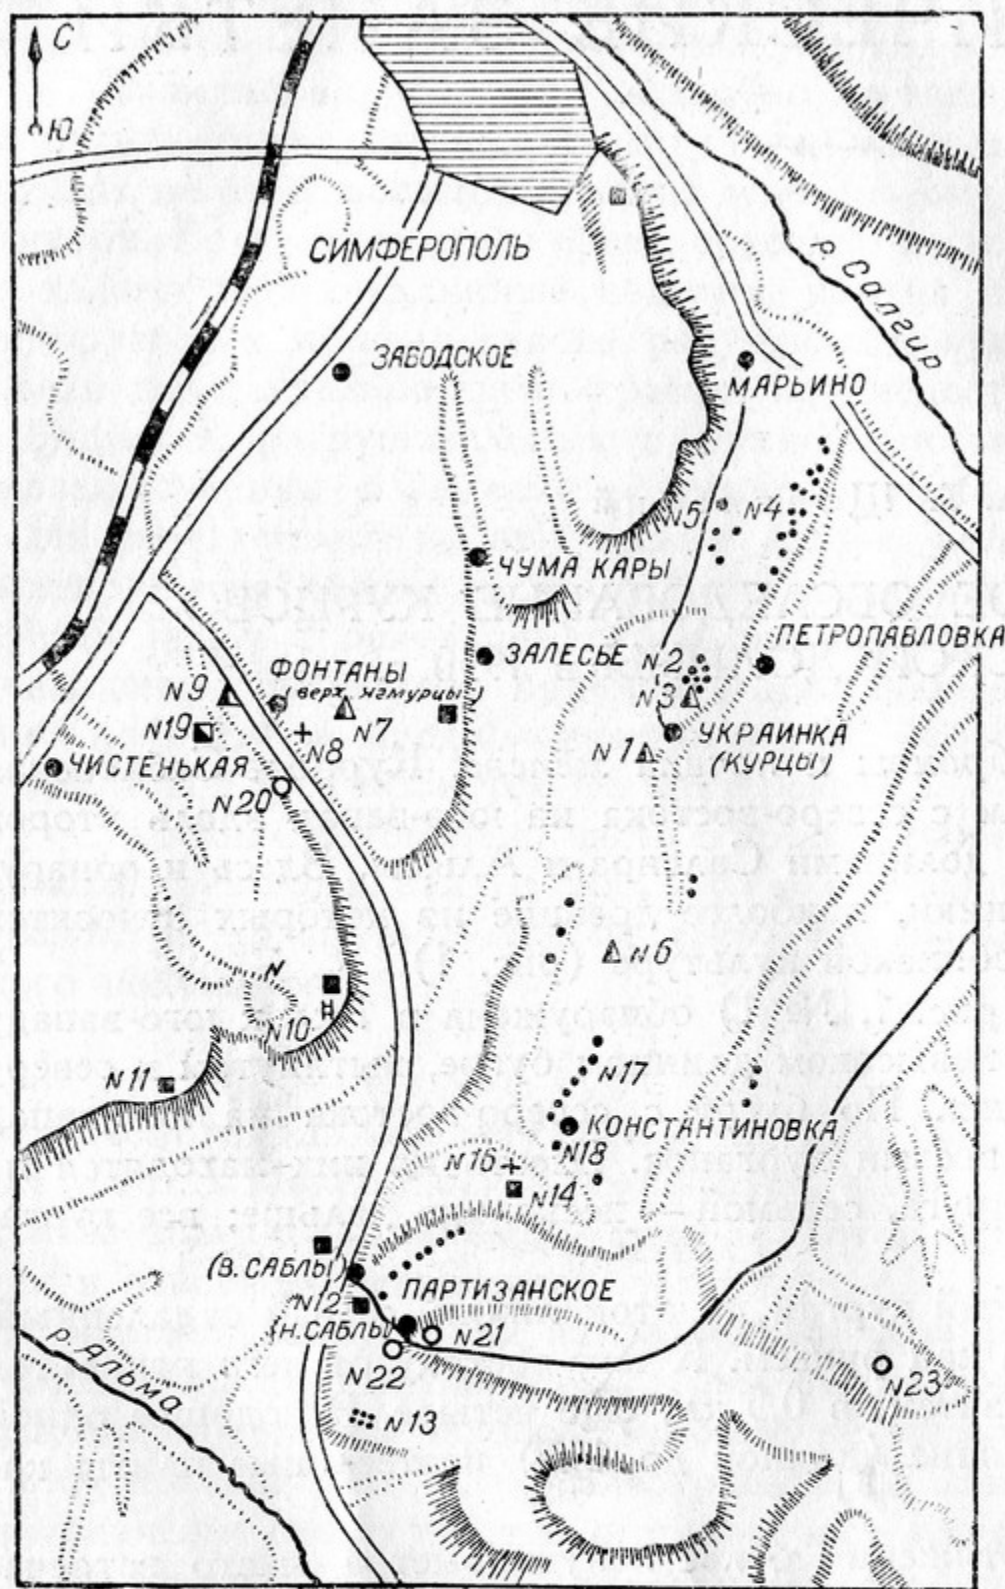 С
Ю
СИМФЕРОПОЛЬ
р. Салгир
ЗАВОДСКОЕ
МАРЬИНО
N5
N4
ЧУМА КАРЫ
ПЕТРОПАВЛОВКА
ЗАЛЕСЬЕ
N2
ФОНТАНЫ
N9
N3
N19
N8
N7
УКРАИНКА
(КУРЦЫ)
N1
ЧИСТЕНЬКАЯ
N20
N6
N
N10
N11
N17
КОНСТАНТИНОВКА
N18
N16
N14
(В. САБЛЫ)
ПАРТИЗАНСКОЕ
N12
(Н. САБЛЫ)
N21
N22
N23
р. Альма
N13